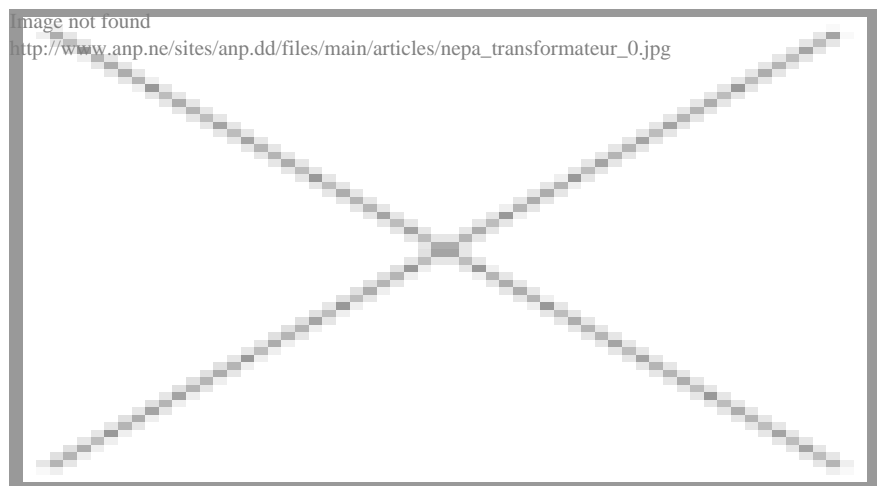 Image not found
http://www.anp.ne/sites/anp.dd/files/main/articles/nepa_transformateur_0.jpg